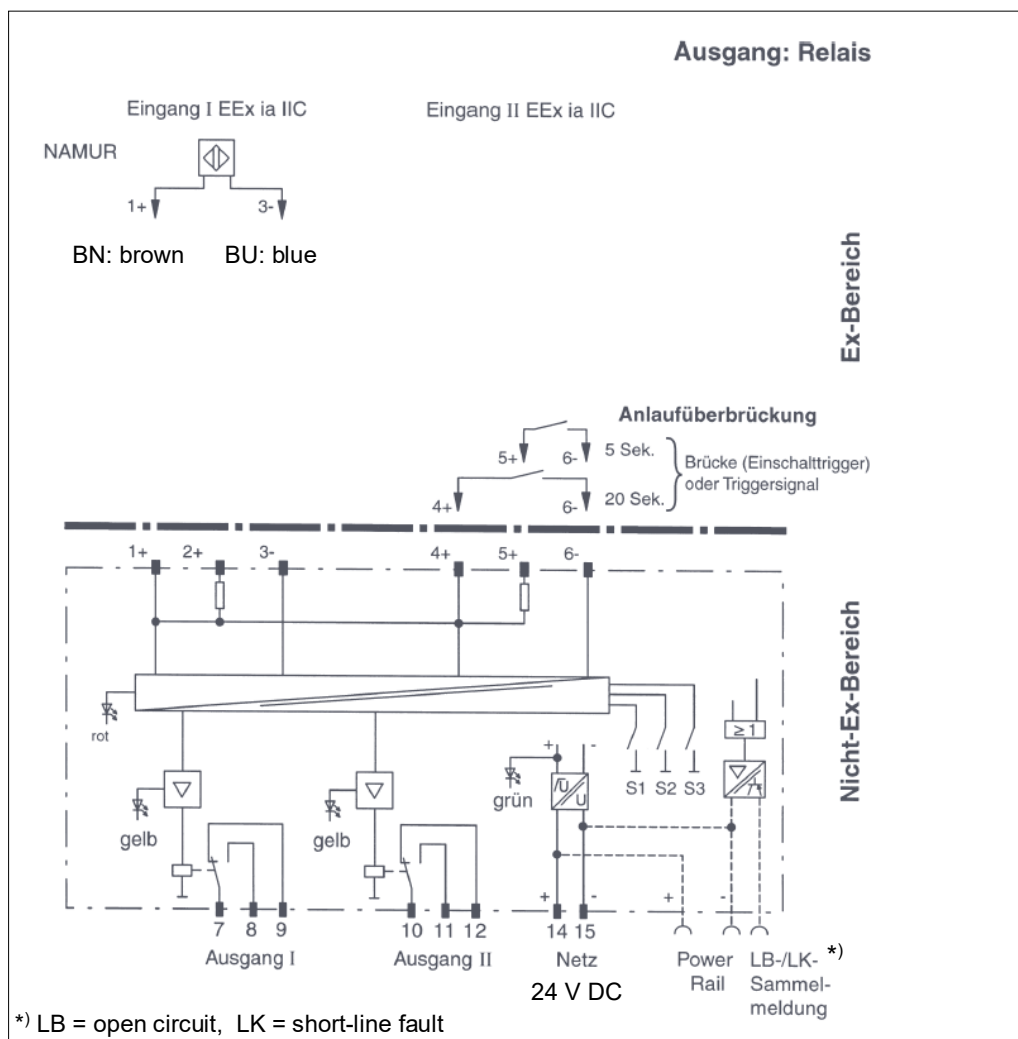 Ausgang: Relais
Eingang I EEx ia IIC
Eingang II EEx ia IIC
NAMUR
1+
3-
BN: brown
BU: blue
Ex-Bereich
Anlaufüberbrückung
5+
6-
5 Sek.
Brücke (Einschalttrigger)
oder Triggersignal
4+
6-
20 Sek.
1+
2+
3-
4+
5+
6-
Nicht-Ex-Bereich
rot
≥1
+
-
grün
U
U
S1
S2
S3
gelb
gelb
+
-
+
-
7
8
9
10
11
12
14
15
Ausgang I
Ausgang II
Netz
24 V DC
Power
Rail
LB-/LK- *)
Sammel-
meldung
*) LB = open circuit, LK = short-line fault